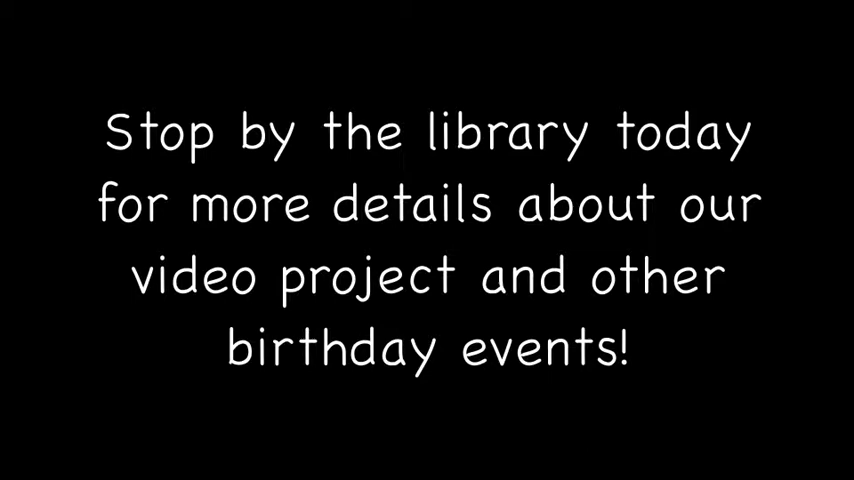 Stop by the library today
for more details about our
video project and other
birthday events!